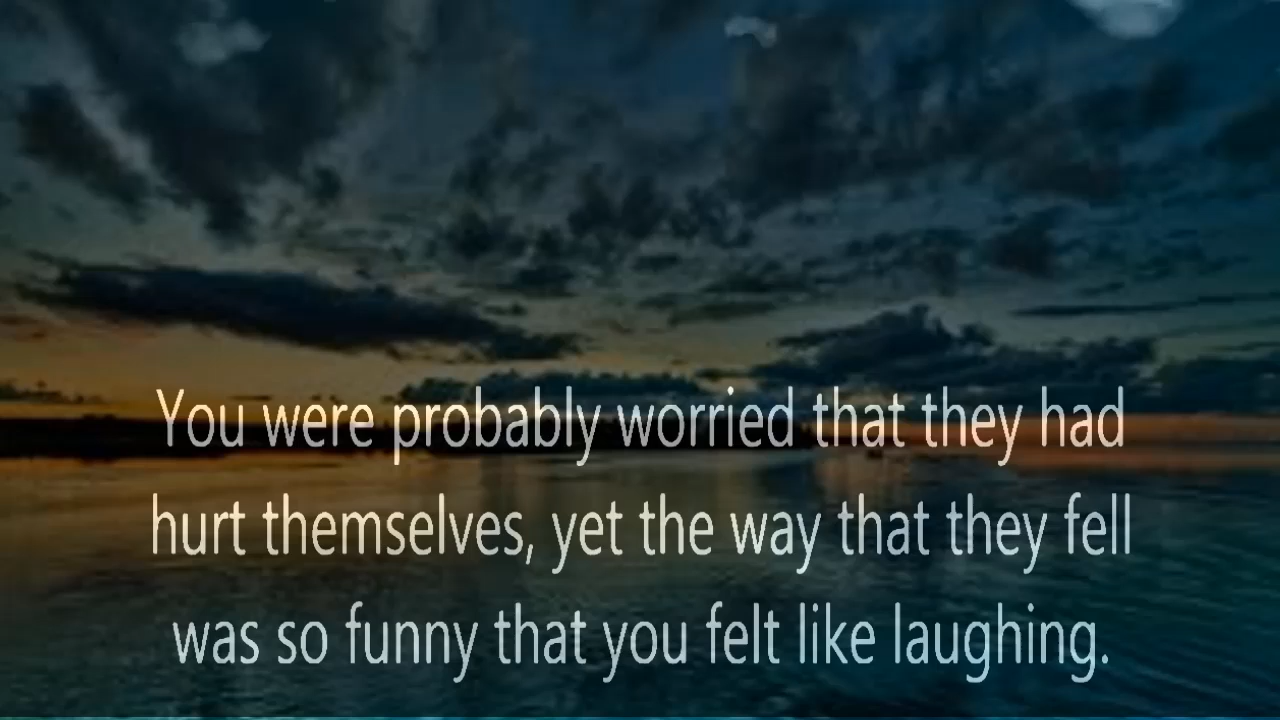 You were probably worried that they had
hurt themselves, yet the way that they fell
was so funny that you felt like laughing.